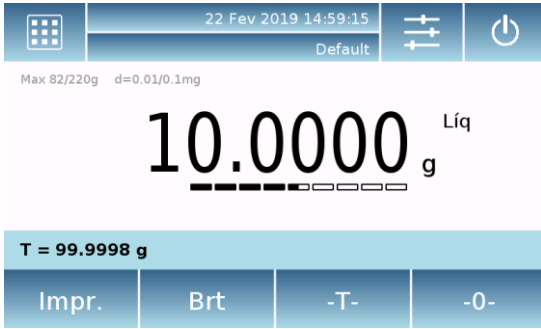 22 Fev 2019 14:59:15
Default
Max 82/220g d=0.01/0.1mg
10.0000 g Líq
T = 99.9998 g
Impr. Brt -T- -0-